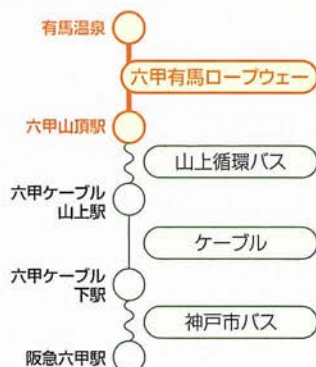 有馬温泉
六甲有馬ロープウェー
六甲山頂駅
山上循環バス
六甲ケーブル
山上駅
ケーブル
六甲ケーブル
下駅
神戸市バス
阪急六甲駅